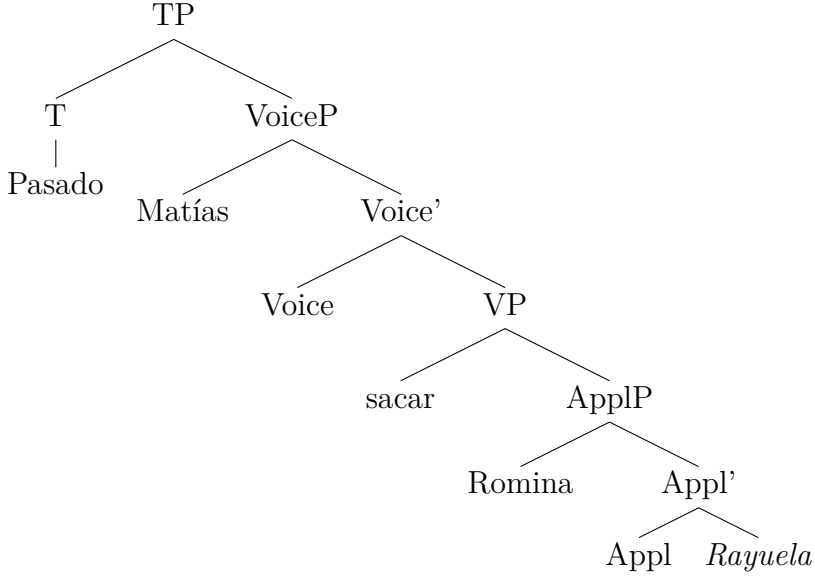 TP
T VoiceP
Pasado
Matías Voice'
Voice VP
sacar ApplP
Romina Appl'
Appl Rayuela